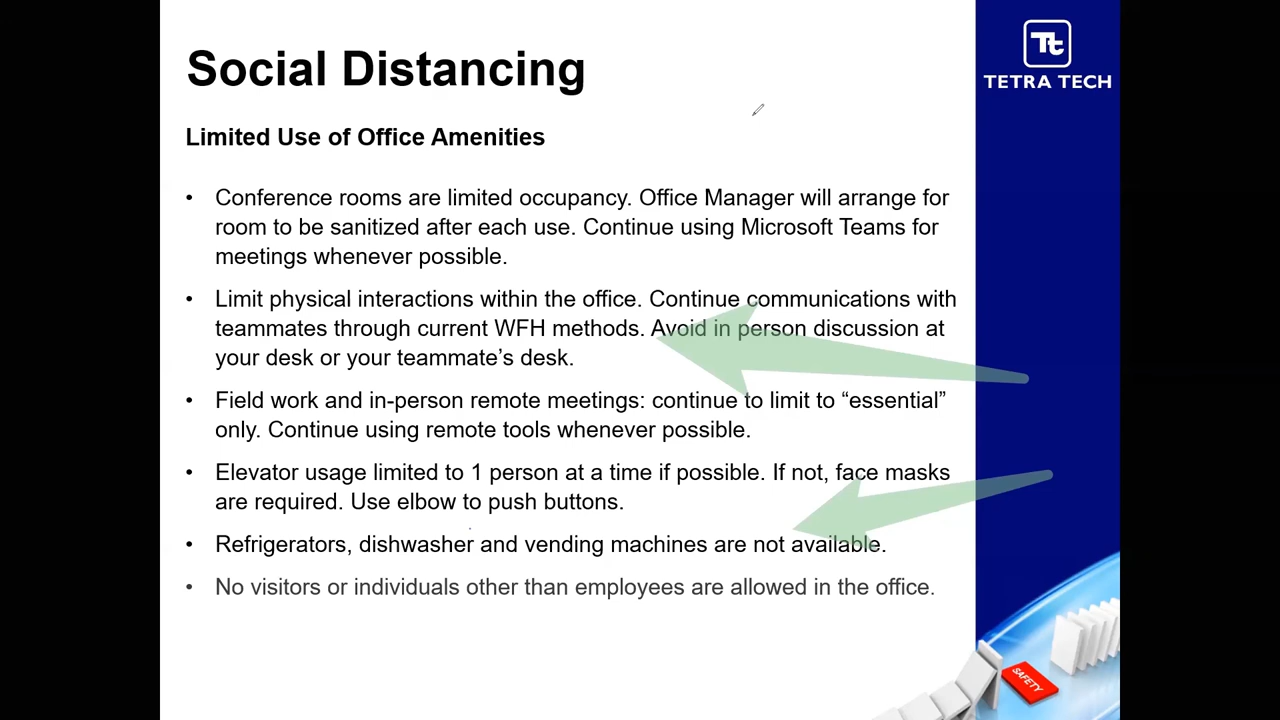 Social Distancing
Tt
TETRA TECH
Limited Use of Office Amenities
• Conference rooms are limited occupancy. Office Manager will arrange for
room to be sanitized after each use. Continue using Microsoft Teams for
meetings whenever possible.
• Limit physical interactions within the office. Continue communications with
teammates through current WFH methods. Avoid in person discussion at
your desk or your teammate’s desk.
• Field work and in-person remote meetings: continue to limit to “essential”
only. Continue using remote tools whenever possible.
• Elevator usage limited to 1 person at a time if possible. If not, face masks
are required. Use elbow to push buttons.
• Refrigerators, dishwasher and vending machines are not available.
• No visitors or individuals other than employees are allowed in the office.
SAFETY